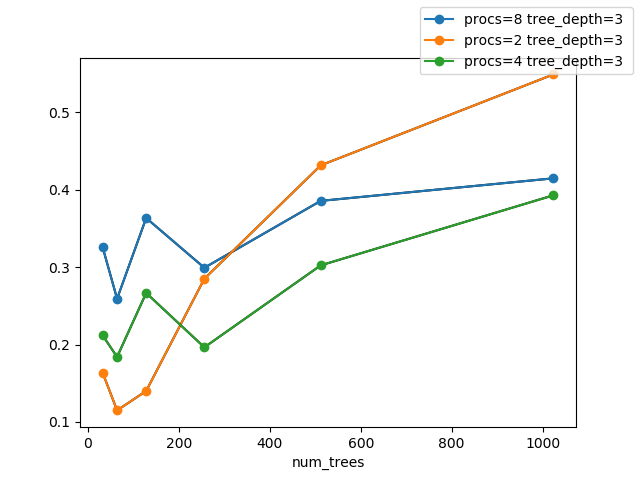 procs=8 tree_depth=3
procs=2 tree_depth=3
procs=4 tree_depth=3
0.5
0.4
0.3
0.2
0.1
0 200 400 600 800 1000
num_trees